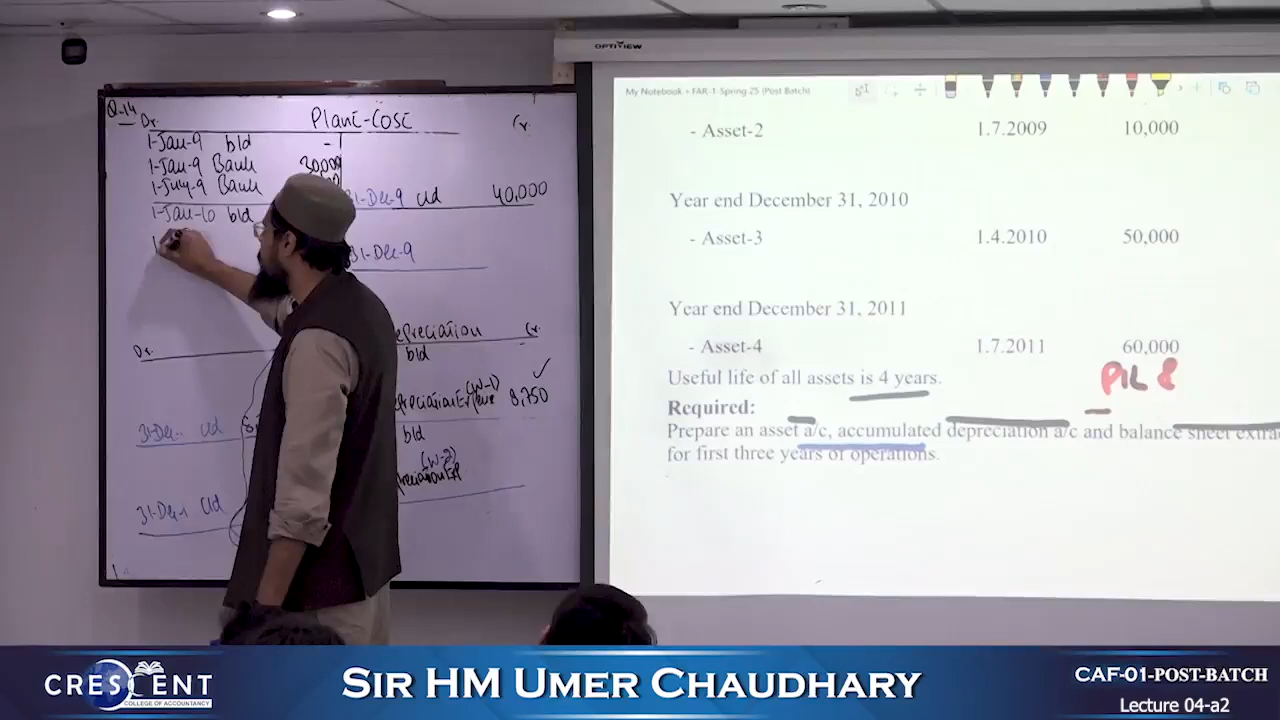 Q-14
Dr. Plant-Cost Cr.
1-Jan-9 b/d -
1-Jan-9 Bank 30,000
1-July-9 Bank
31-Dec-9 c/d 40,000
1-Jan-10 b/d
31-Dec-9
Depreciation Cr.
Dr.
b/d
Depreciation Expense (W-1) 8,750
31-Dec- c/d
b/d
(W-2)
31-Dec-1 c/d
OPTIVIEW
My Notebook • FAR-1-Spring 25 (Post Batch)
- Asset-2 1.7.2009 10,000
Year end December 31, 2010
- Asset-3 1.4.2010 50,000
Year end December 31, 2011
- Asset-4 1.7.2011 60,000
Useful life of all assets is 4 years.
Required:
Prepare an asset a/c, accumulated depreciation a/c and balance sheet extra
for first three years of operations.
CRESCENT
COLLEGE OF ACCOUNTANCY
SIR HM UMER CHAUDHARY
CAF-01-POST-BATCH
Lecture 04-a2